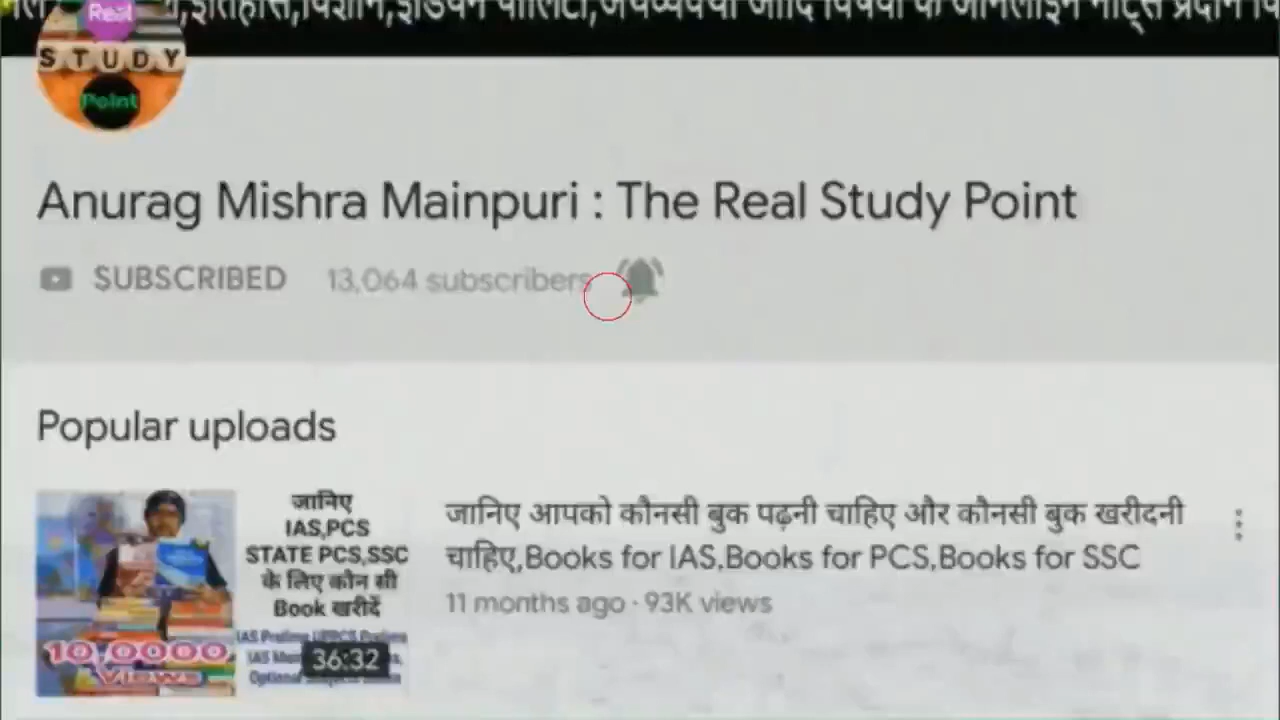 Real
STUDY
Point
Anurag Mishra Mainpuri : The Real Study Point
SUBSCRIBED 13,064 subscribers
Popular uploads
जानिए
IAS,PCS
STATE PCS,SSC
के लिए कौन सी
Book खरीदें
10,0000
Views
36:32
जानिए आपको कौनसी बुक पढ़नी चाहिए और कौनसी बुक खरीदनी
चाहिए,Books for IAS,Books for PCS,Books for SSC
11 months ago · 93K views